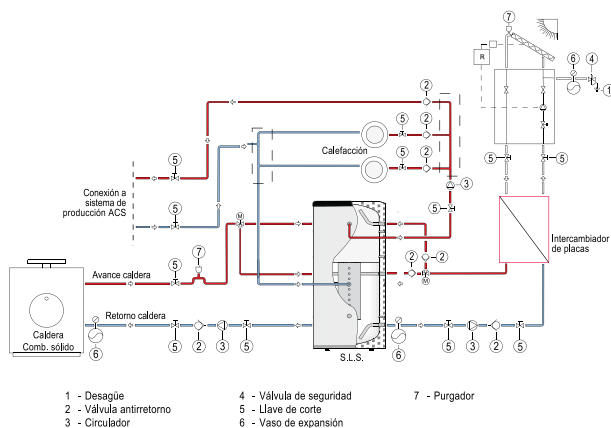 7
6
4
R
1
2
5
2
5
Calefacción
5
2
3
5
5
5
Conexión a
sistema de
producción ACS
5
5
7
M
Avance caldera
2
M
Intercambiador
de placas
Retorno caldera
Caldera
Comb. sólido
6
5
2
3
5
S.L.S.
6
5
3
2
5
1 - Desagüe
2 - Válvula antirretorno
3 - Circulador
4 - Válvula de seguridad
5 - Llave de corte
6 - Vaso de expansión
7 - Purgador